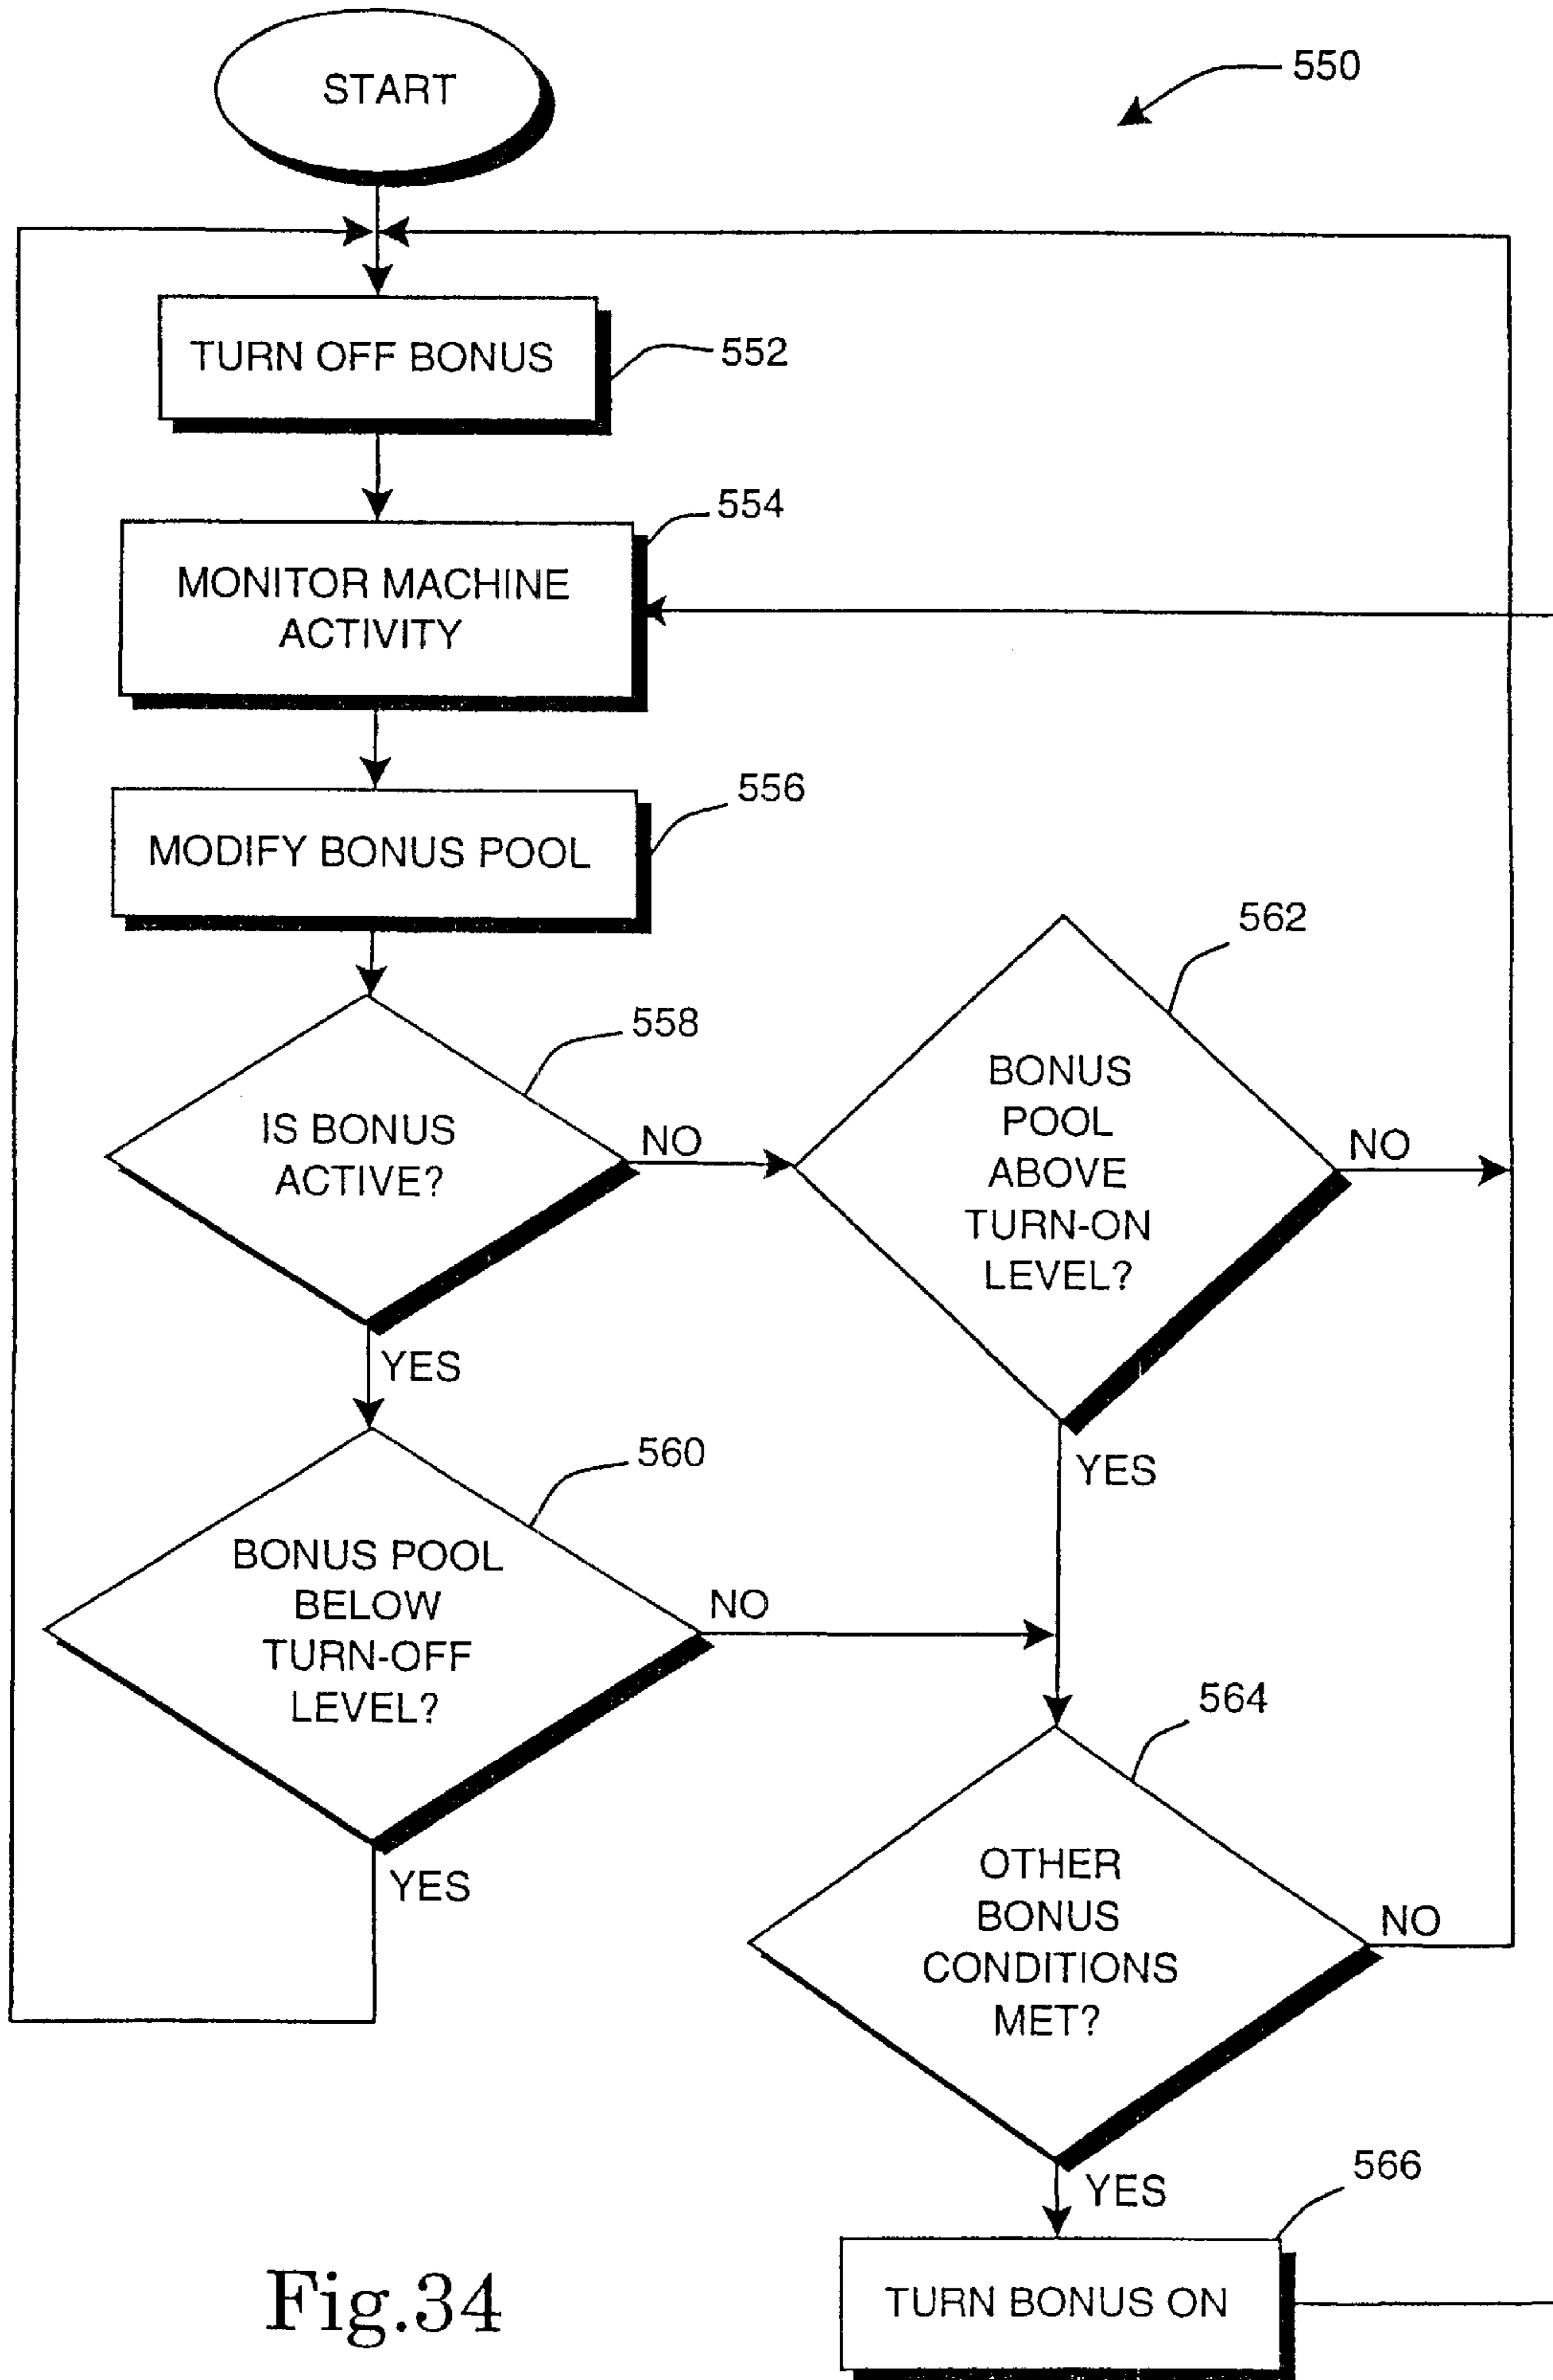 START
550
TURN OFF BONUS
552
554
MONITOR MACHINE
ACTIVITY
556
MODIFY BONUS POOL
562
558
IS BONUS
ACTIVE?
NO
BONUS
POOL
ABOVE
TURN-ON
LEVEL?
NO
YES
560
YES
BONUS POOL
BELOW
TURN-OFF
LEVEL?
NO
564
YES
OTHER
BONUS
CONDITIONS
MET?
NO
YES
566
TURN BONUS ON
Fig.34